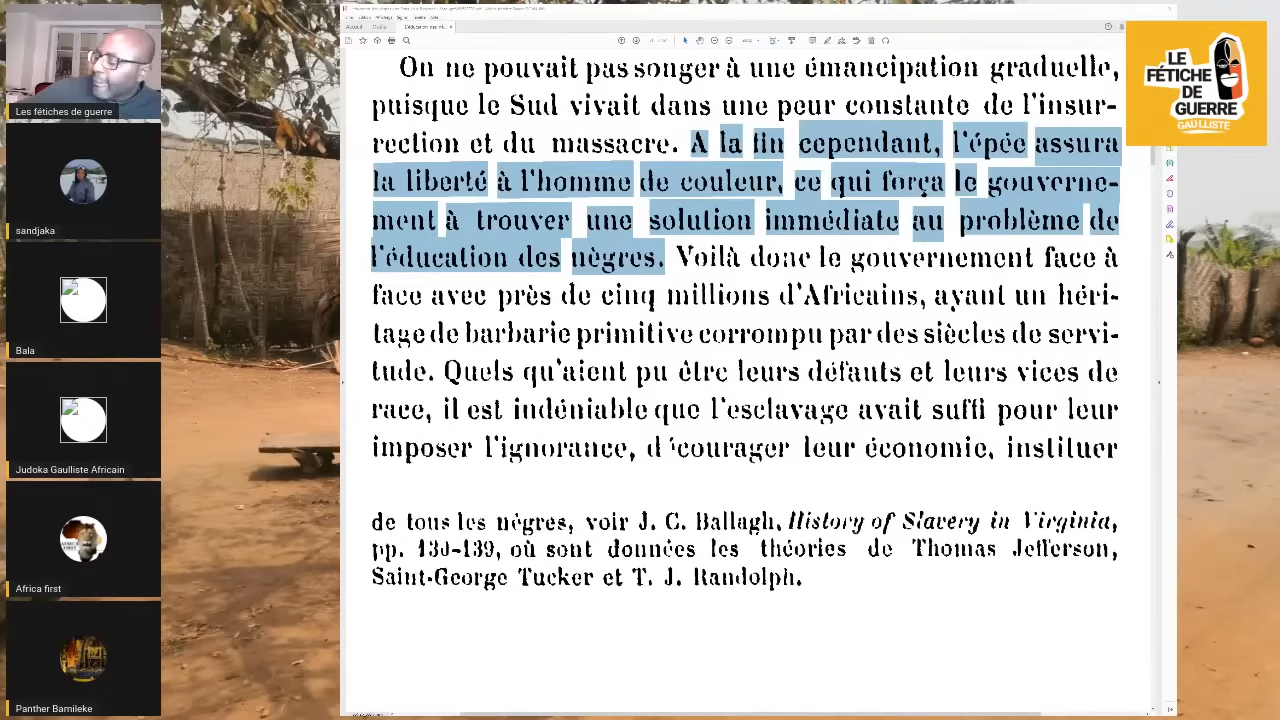 Les fétiches de guerre
sandjaka
Bala
Judoka Gaulliste Africain
Africa first
Panther Bamileke
On ne pouvait pas songer à une émancipation graduelle,
puisque le Sud vivait dans une peur constante de l'insur-
rection et du massacre. A la fin cependant, l'épée assura
la liberté à l'homme de couleur, ce qui força le gouverne-
ment à trouver une solution immédiate au problème de
l'éducation des nègres. Voilà donc le gouvernement face à
face avec près de cinq millions d'Africains, ayant un héri-
tage de barbarie primitive corrompu par des siècles de servi-
tude. Quels qu'aient pu être leurs défauts et leurs vices de
race, il est indéniable que l'esclavage avait suffi pour leur
imposer l'ignorance, décourager leur économie, instituer
de tous les nègres, voir J. C. Ballagh, History of Slavery in Virginia,
pp. 130-139, où sont données les théories de Thomas Jefferson,
Saint-George Tucker et T. J. Randolph.
LE
FÉTICHE
DE
GUERRE
GAULLISTE